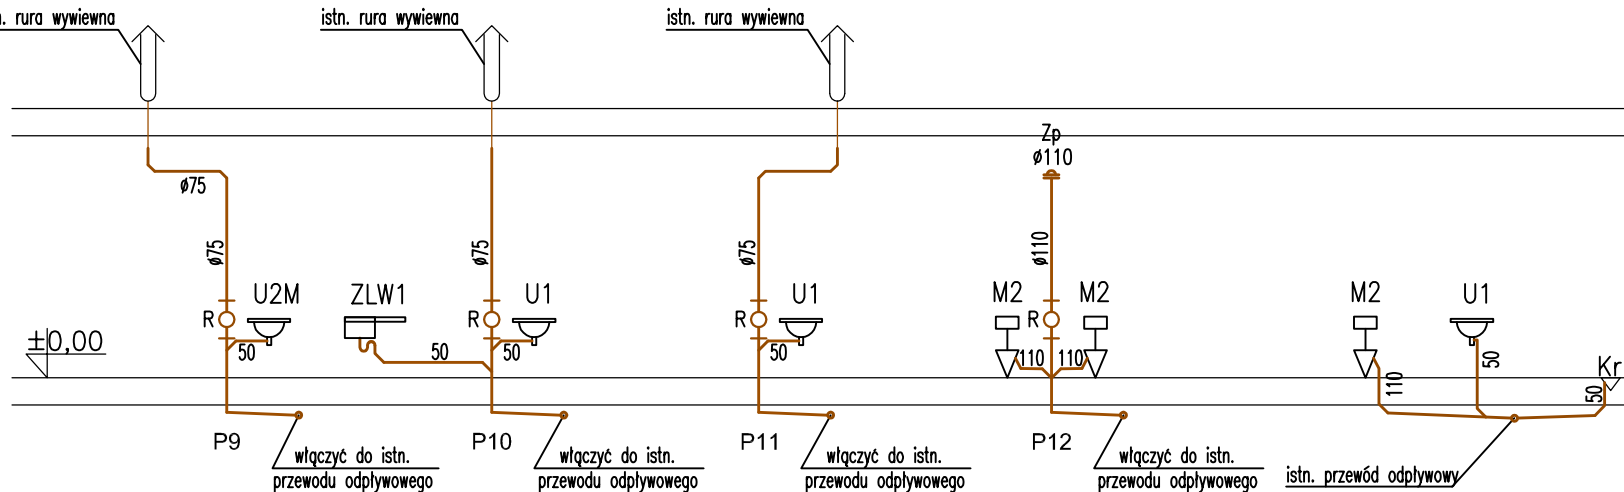 . rura wywiewna
istn. rura wywiewna
istn. rura wywiewna
Zp
ø110
ø75
ø75
ø75
ø75
ø110
U2M
ZLW1
U1
U1
M2
M2
M2
U1
R
R
R
R
±0,00
50
50
50
50
110
110
110
50
50
Kr
P9
P10
P11
P12
włączyć do istn.
przewodu odpływowego
włączyć do istn.
przewodu odpływowego
włączyć do istn.
przewodu odpływowego
włączyć do istn.
przewodu odpływowego
istn. przewód odpływowy